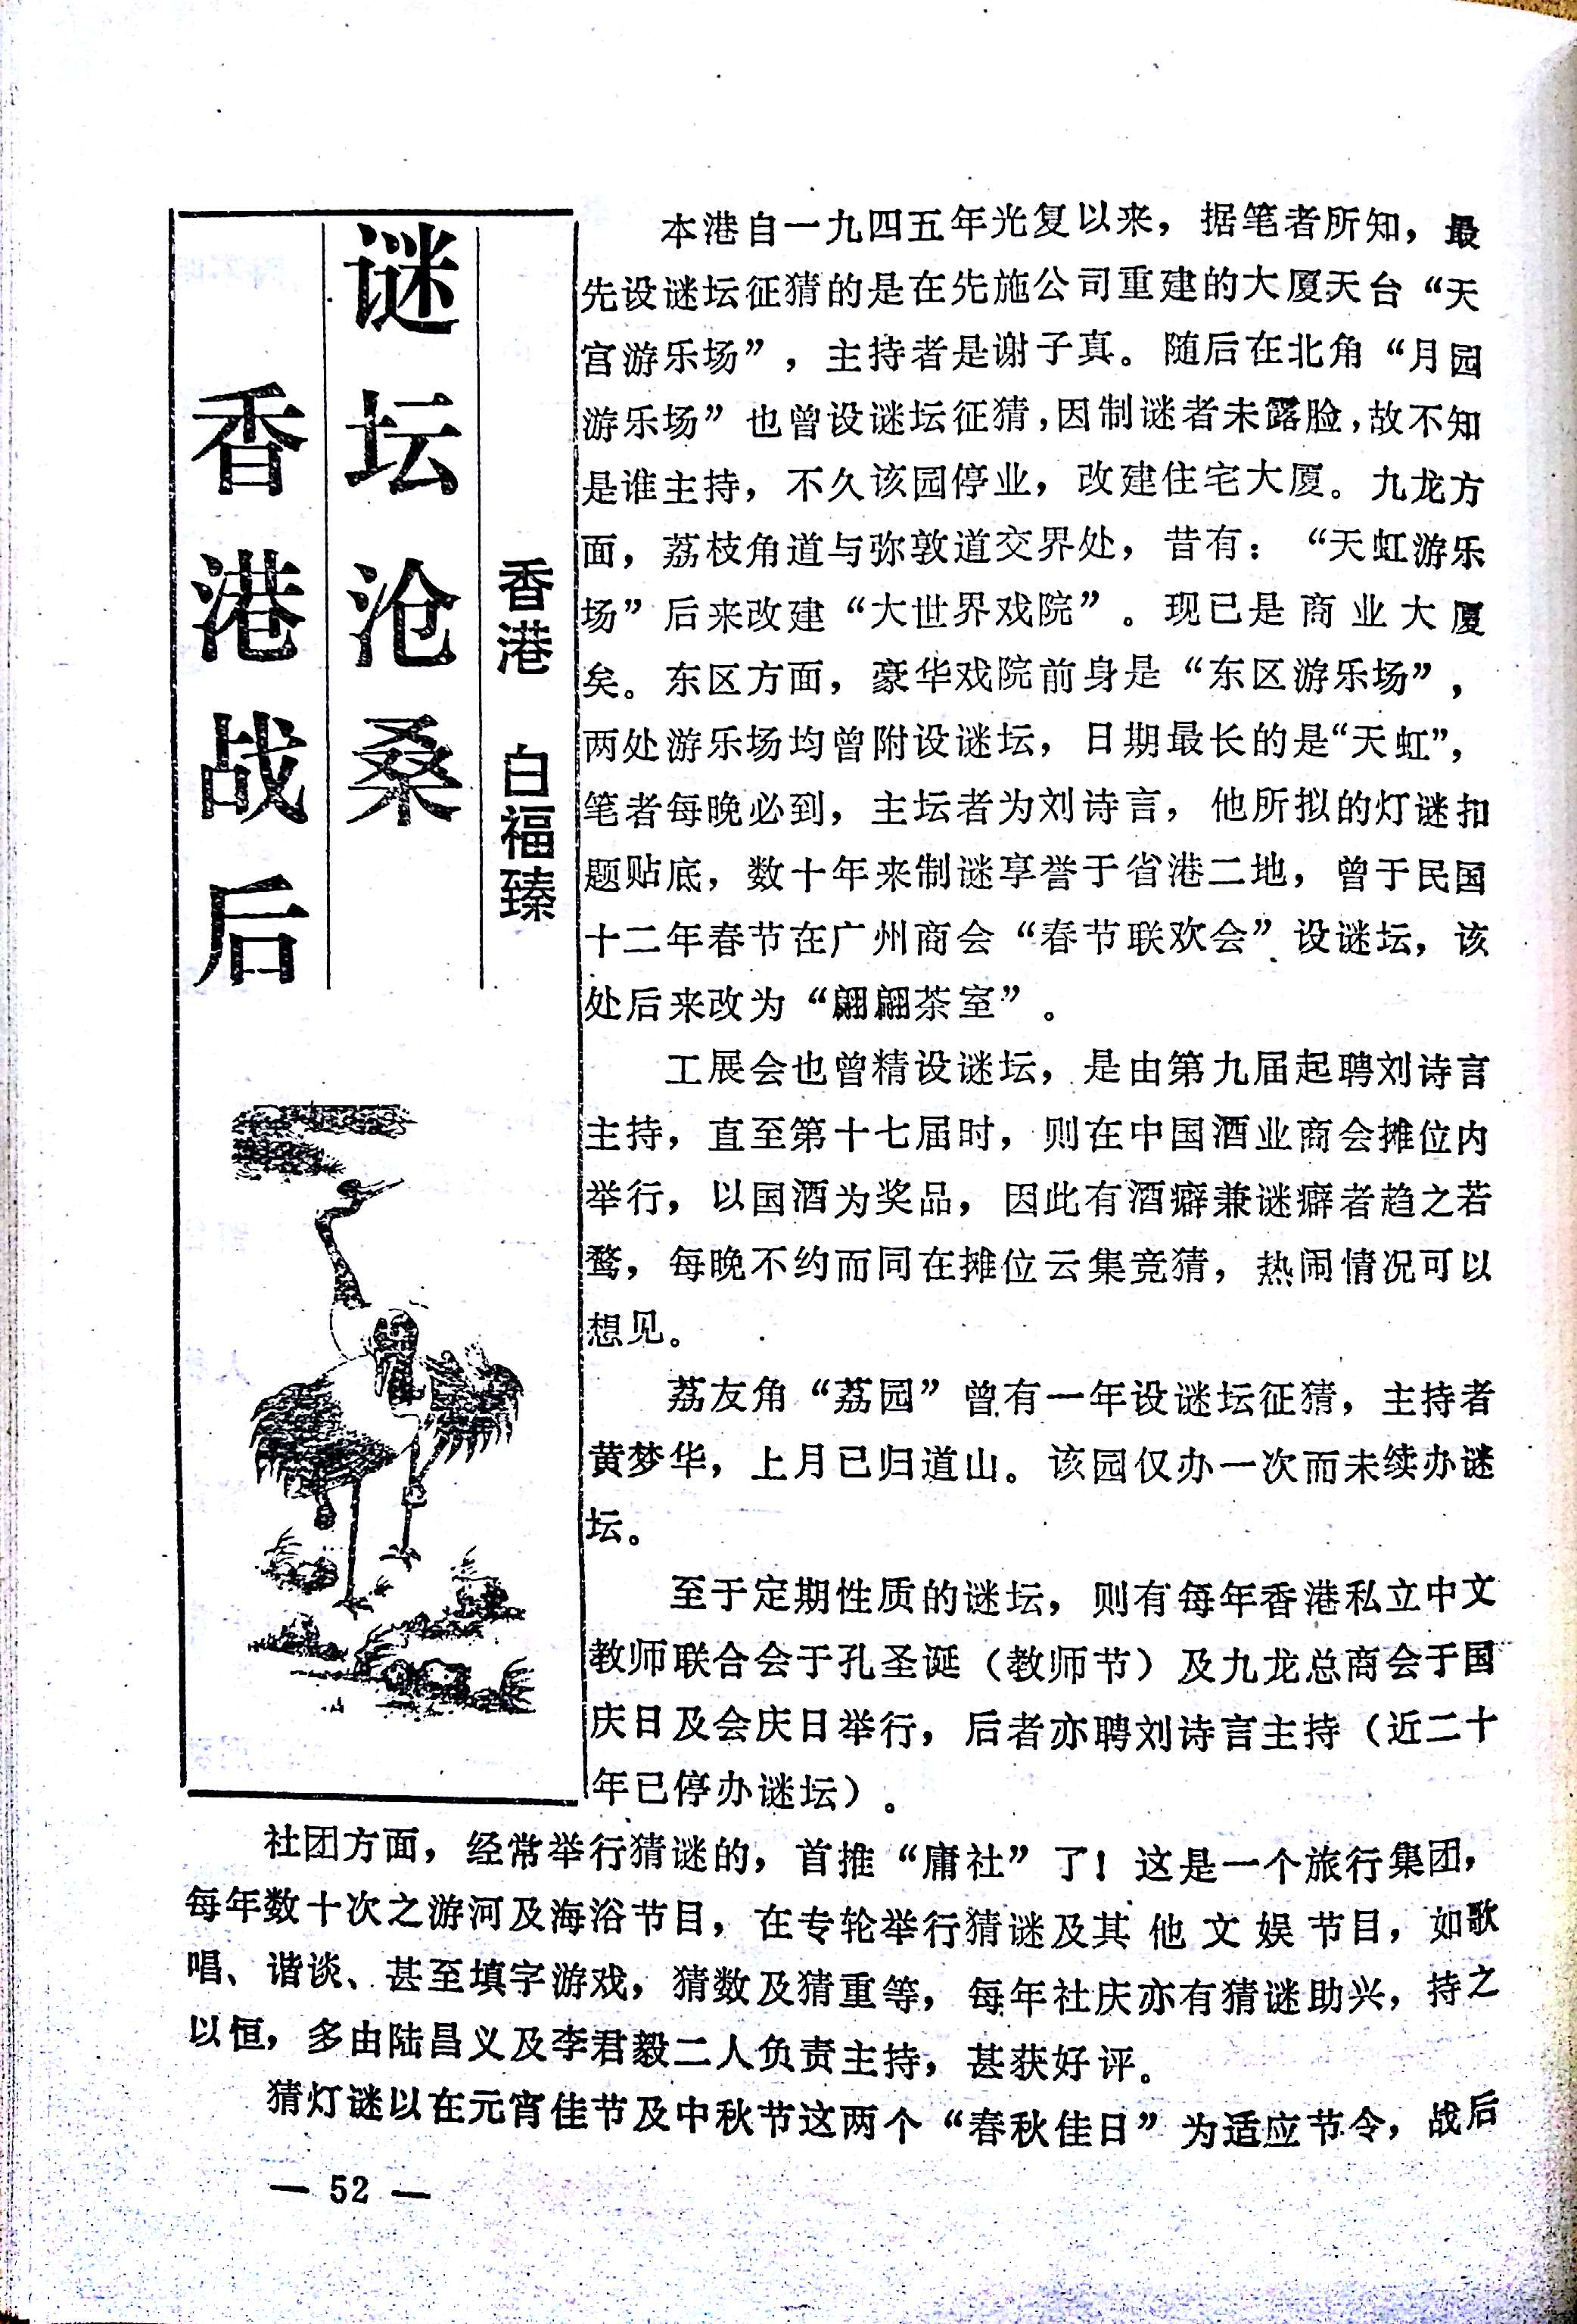 香港战后
谜坛沧桑
香港 白福臻
本港自一九四五年光复以来，据笔者所知，最
先设谜坛征猜的是在先施公司重建的大厦天台“天
宫游乐场”，主持者是谢子真。随后在北角“月园
游乐场”也曾设谜坛征猜，因制谜者未露脸，故不知
是谁主持，不久该园停业，改建住宅大厦。九龙方
面，荔枝角道与弥敦道交界处，昔有：“天虹游乐
场”后来改建“大世界戏院”。现已是商业大厦
矣。东区方面，豪华戏院前身是“东区游乐场”，
两处游乐场均曾附设谜坛，日期最长的是“天虹”，
笔者每晚必到，主坛者为刘诗言，他所拟的灯谜扣
题贴底，数十年来制谜享誉于省港二地，曾于民国
十二年春节在广州商会“春节联欢会”设谜坛，该
处后来改为“翩翩茶室”。
工展会也曾精设谜坛，是由第九届起聘刘诗言
主持，直至第十七届时，则在中国酒业商会摊位内
举行，以国酒为奖品，因此有酒癖兼谜癖者趋之若
鹜，每晚不约而同在摊位云集竞猜，热闹情况可以
想见。
荔友角“荔园”曾有一年设谜坛征猜，主持者
黄梦华，上月已归道山。该园仅办一次而未续办谜
坛。
至于定期性质的谜坛，则有每年香港私立中文
教师联合会于孔圣诞（教师节）及九龙总商会于国
庆日及会庆日举行，后者亦聘刘诗言主持（近二十
年已停办谜坛）。
社团方面，经常举行猜谜的，首推“庸社”了！这是一个旅行集团，
每年数十次之游河及海浴节目，在专轮举行猜谜及其他文娱节目，如歌
唱、谐谈、甚至填字游戏，猜数及猜重等，每年社庆亦有猜谜助兴，持之
以恒，多由陆昌义及李君毅二人负责主持，甚获好评。
猜灯谜以在元宵佳节及中秋节这两个“春秋佳日”为适应节令，战后
— 52 —